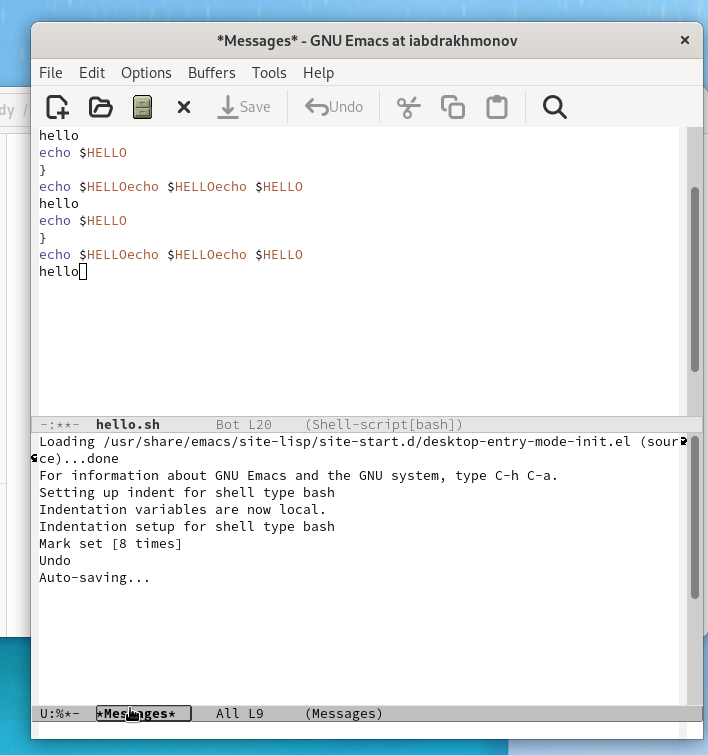 *Messages* - GNU Emacs at iabdrakhmonov
dy /
File Edit Options Buffers Tools Help
Save Undo
hello
echo $HELLO
}
echo $HELLOecho $HELLOecho $HELLO
hello
echo $HELLO
}
echo $HELLOecho $HELLOecho $HELLO
hello
-:**- hello.sh Bot L20 (Shell-script[bash])
Loading /usr/share/emacs/site-lisp/site-start.d/desktop-entry-mode-init.el (sour
ce)...done
For information about GNU Emacs and the GNU system, type C-h C-a.
Setting up indent for shell type bash
Indentation variables are now local.
Indentation setup for shell type bash
Mark set [8 times]
Undo
Auto-saving...
U:%*- *Messages* All L9 (Messages)